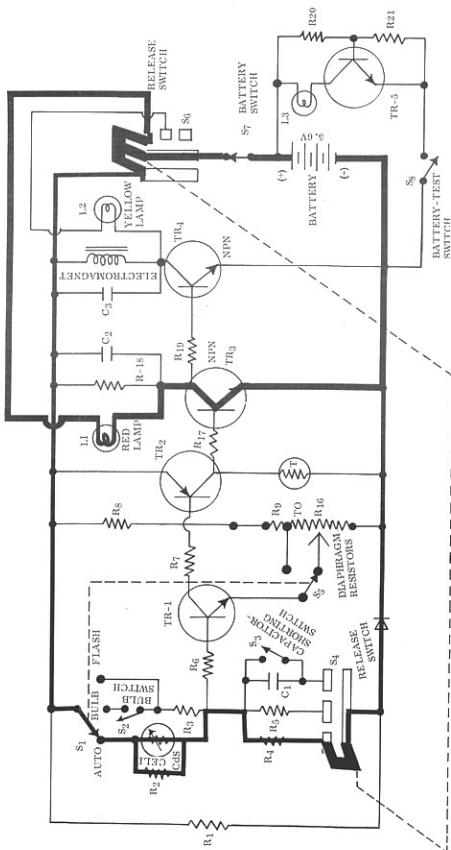 RELEASE
SWITCH
S6
BATTERY
SWITCH
S7
R20
R21
L3
TR-5
(+)
5.6V
BATTERY
(-)
S8
BATTERY-TEST
SWITCH
L2
YELLOW
LAMP
ELECTROMAGNET
C3
TR4
NPN
C2
R-18
R19
NPN
TR3
L1
RED
LAMP
R17
TR2
T
R8
R9
TO
R16
DIAPHRAGM
RESISTORS
S5
R7
TR-1
R6
CAPACITOR-
SHORTING
SWITCH
S3
C1
S4
RELEASE
SWITCH
FLASH
BULB
AUTO
S1
S2
BULB
SWITCH
R3
CELL
CdS
R2
R5
R4
R1